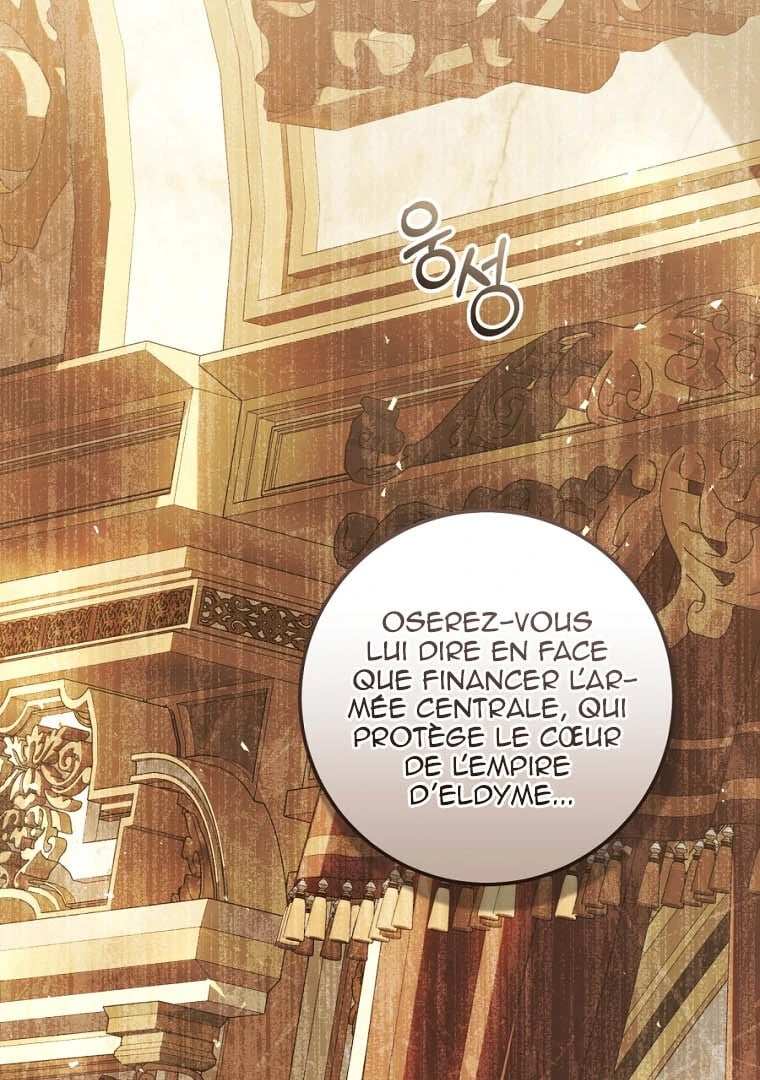 웅성
OSEREZ-VOUS
LUI DIRE EN FACE
QUE FINANCER L'AR-
MÉE CENTRALE, QUI
PROTÈGE LE CŒUR
DE L'EMPIRE
D'ELDYME...